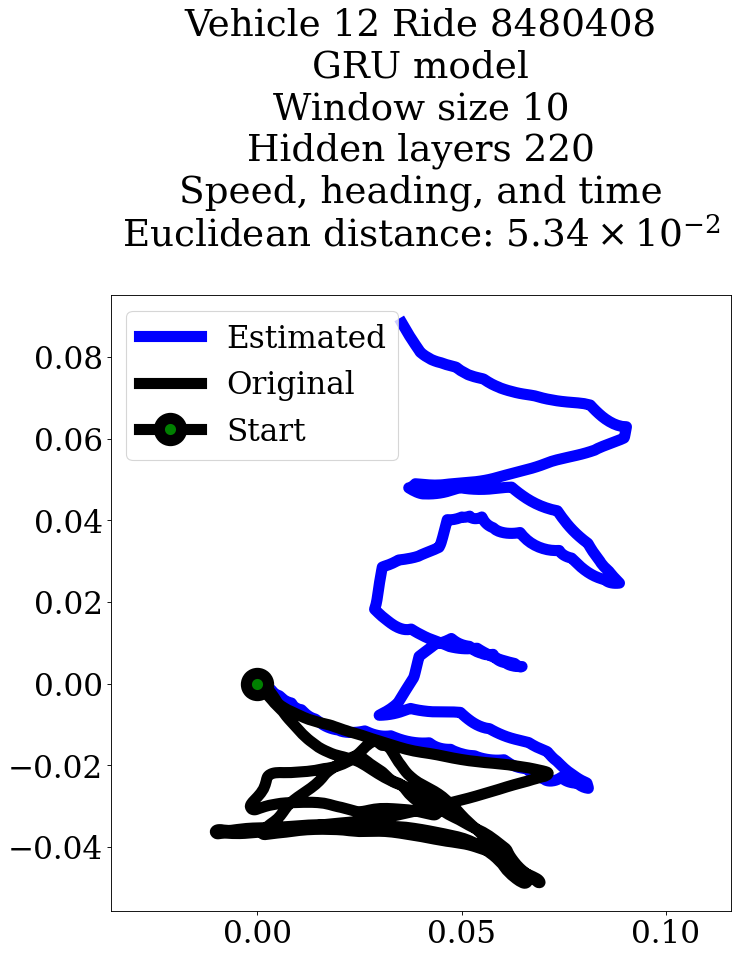 Vehicle 12 Ride 8480408
GRU model
Window size 10
Hidden layers 220
Speed, heading, and time
Euclidean distance: 5.34 × 10⁻²
Estimated
Original
Start
0.08
0.06
0.04
0.02
0.00
−0.02
−0.04
0.00 0.05 0.10